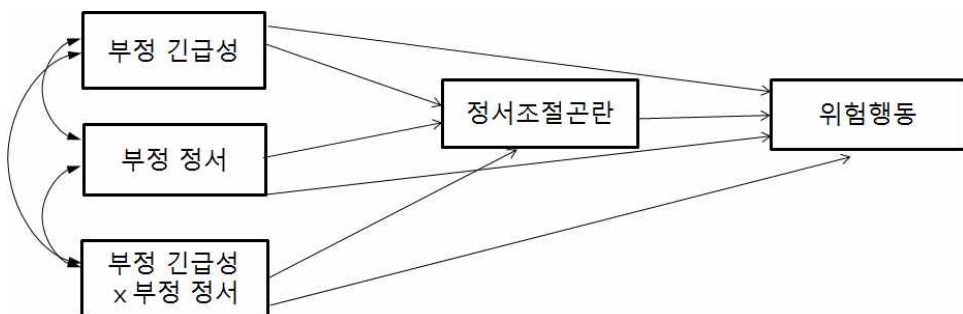 부정 긴급성
정서조절곤란
위험행동
부정 정서
부정 긴급성
x 부정 정서